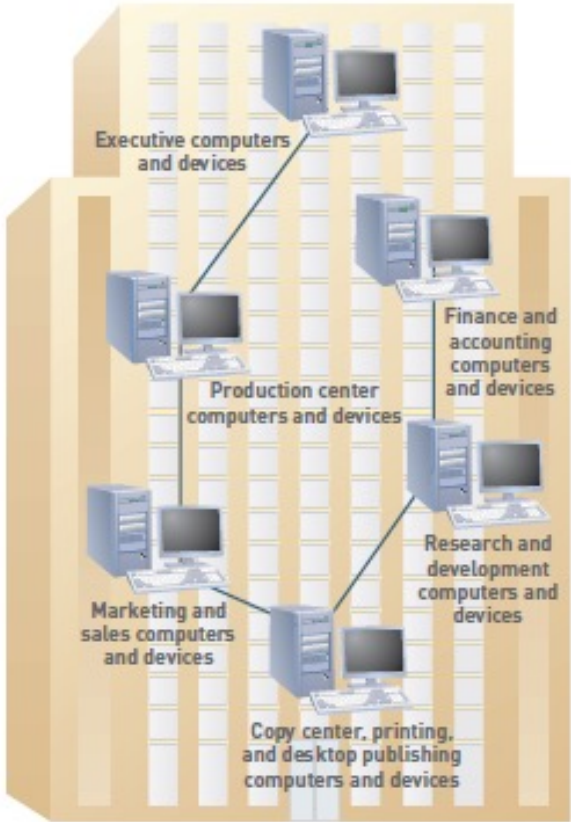 Executive computers
and devices
Finance and
accounting
computers
and devices
Production center
computers and devices
Research and
development
computers and
devices
Marketing and
sales computers
and devices
Copy center, printing,
and desktop publishing
computers and devices